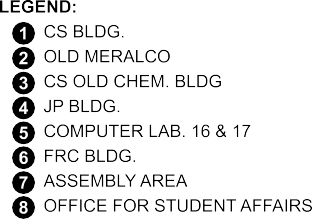 LEGEND:
1 CS BLDG.
2 OLD MERALCO
3 CS OLD CHEM. BLDG
4 JP BLDG.
5 COMPUTER LAB. 16 & 17
6 FRC BLDG.
7 ASSEMBLY AREA
8 OFFICE FOR STUDENT AFFAIRS